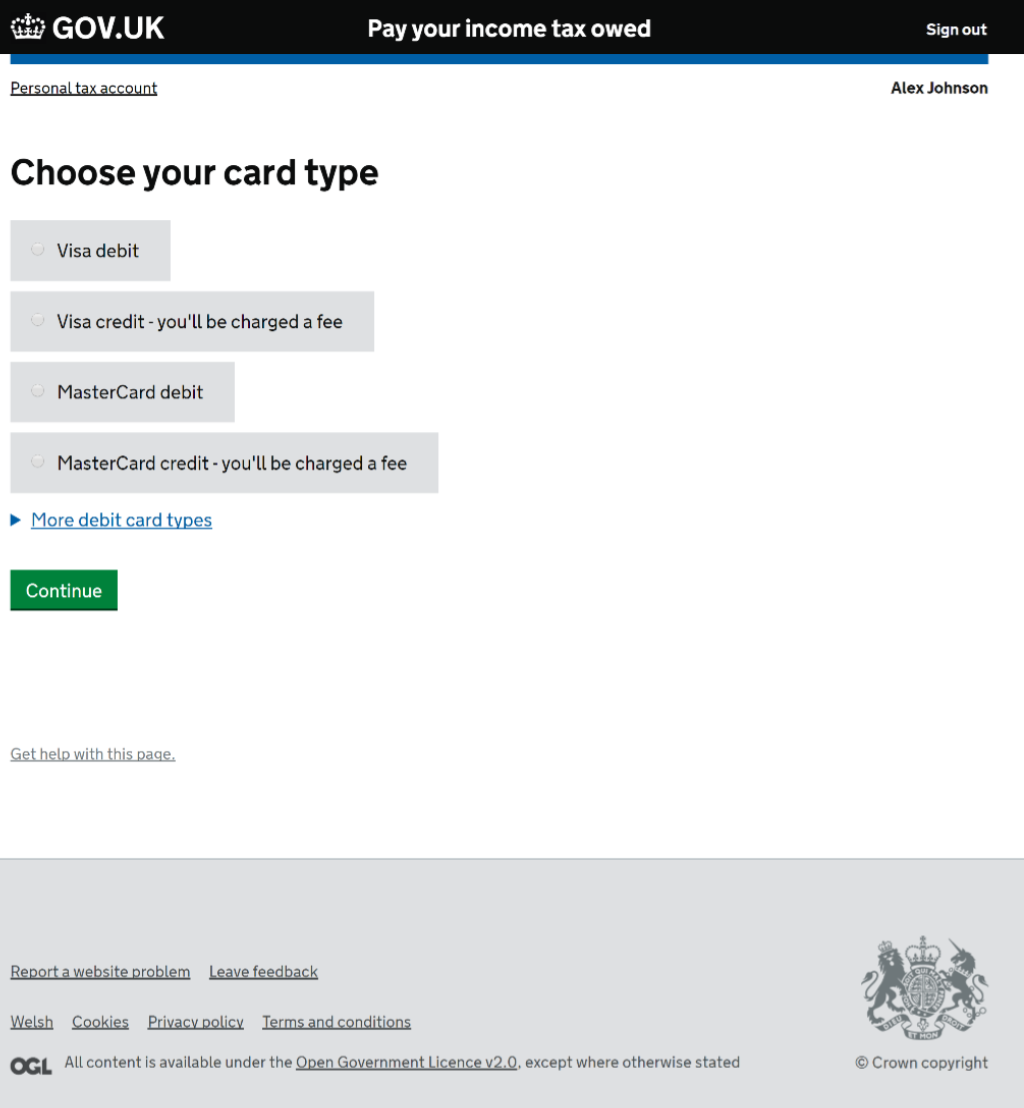 GOV.UK Pay your income tax owed Sign out
Personal tax account Alex Johnson
Choose your card type
Visa debit
Visa credit - you'll be charged a fee
MasterCard debit
MasterCard credit - you'll be charged a fee
More debit card types
Continue
Get help with this page.
Report a website problem Leave feedback
Welsh Cookies Privacy policy Terms and conditions
OGL All content is available under the Open Government Licence v2.0, except where otherwise stated
© Crown copyright